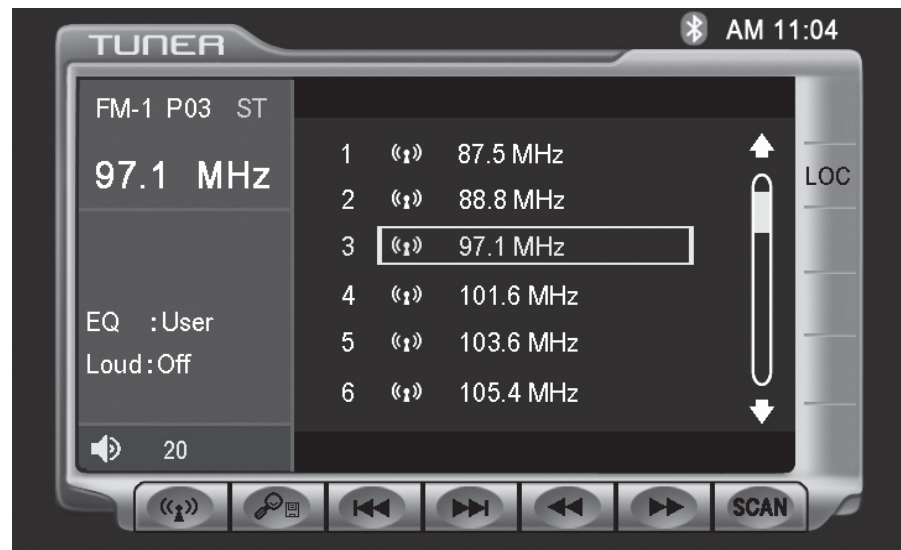 TUNER
AM 11:04
FM-1 P03 ST
97.1 MHz
EQ :User
Loud:Off
20
1 87.5 MHz
2 88.8 MHz
3 97.1 MHz
4 101.6 MHz
5 103.6 MHz
6 105.4 MHz
LOC
SCAN